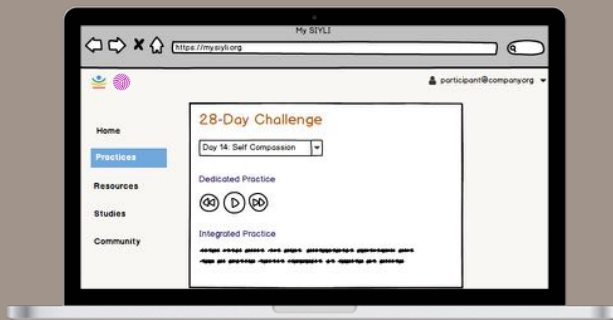 My SIYLI
https://my.siyli.org
participant@company.org
28-Day Challenge
Home
Day 14: Self Compassion
Practices
Dedicated Practice
Resources
Studies
Integrated Practice
Community